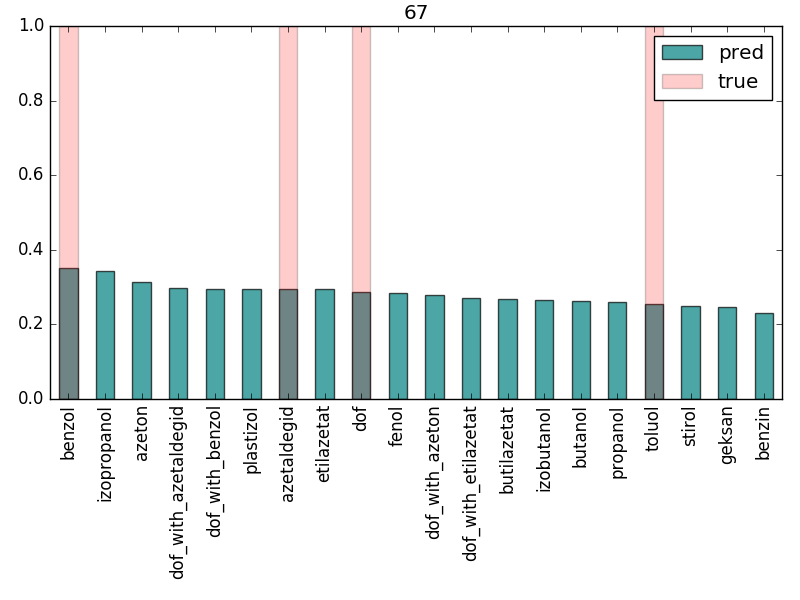 67
pred
true
1.0
0.8
0.6
0.4
0.2
0.0
benzol
izopropanol
azeton
dof_with_azetaldegid
dof_with_benzol
plastizol
azetaldegid
etilazetat
dof
fenol
dof_with_azeton
dof_with_etilazetat
butilazetat
izobutanol
butanol
propanol
toluol
stirol
geksan
benzin